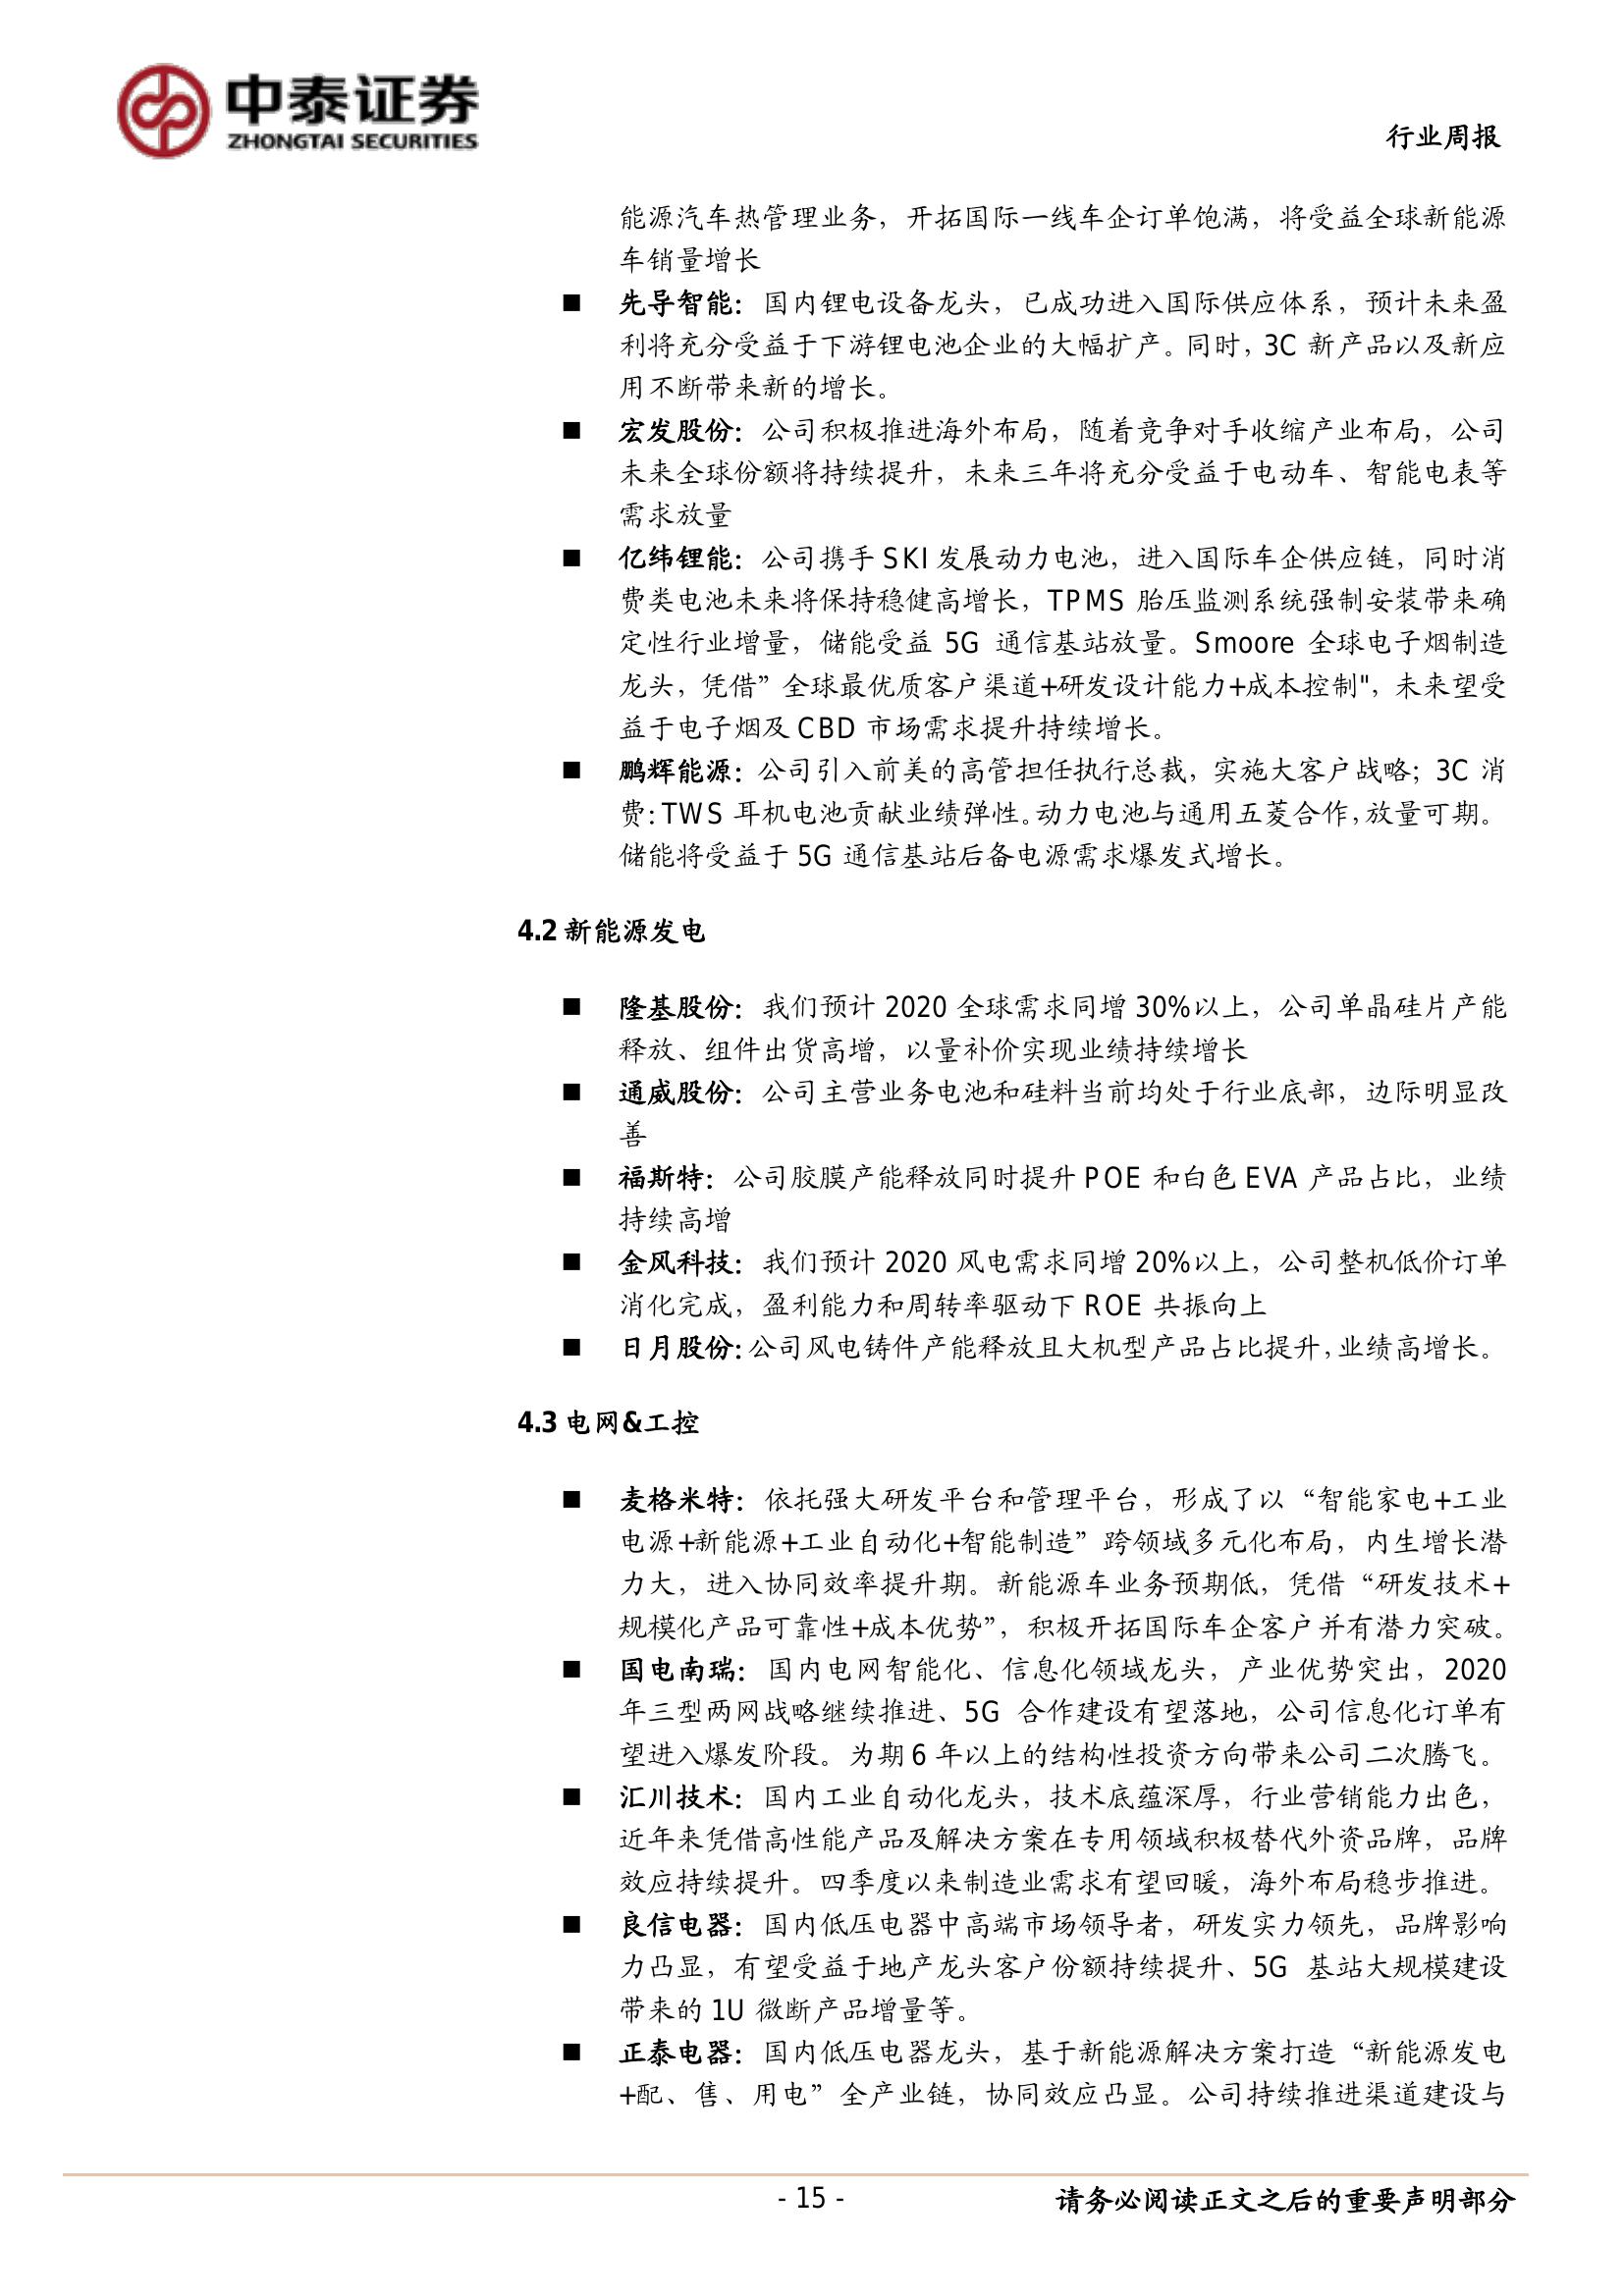 中泰证券
ZHONGTAI SECURITIES
行业周报
能源汽车热管理业务，开拓国际一线车企订单饱满，将受益全球新能源
车销量增长
■ 先导智能：国内锂电设备龙头，已成功进入国际供应体系，预计未来盈
利将充分受益于下游锂电池企业的大幅扩产。同时，3C 新产品以及新应
用不断带来新的增长。
■ 宏发股份：公司积极推进海外布局，随着竞争对手收缩产业布局，公司
未来全球份额将持续提升，未来三年将充分受益于电动车、智能电表等
需求放量
■ 亿纬锂能：公司携手 SKI 发展动力电池，进入国际车企供应链，同时消
费类电池未来将保持稳健高增长，TPMS 胎压监测系统强制安装带来确
定性行业增量，储能受益 5G 通信基站放量。Smoore 全球电子烟制造
龙头，凭借”全球最优质客户渠道+研发设计能力+成本控制"，未来望受
益于电子烟及 CBD 市场需求提升持续增长。
■ 鹏辉能源：公司引入前美的高管担任执行总裁，实施大客户战略；3C 消
费：TWS 耳机电池贡献业绩弹性。动力电池与通用五菱合作，放量可期。
储能将受益于 5G 通信基站后备电源需求爆发式增长。
4.2 新能源发电
■ 隆基股份：我们预计 2020 全球需求同增 30%以上，公司单晶硅片产能
释放、组件出货高增，以量补价实现业绩持续增长
■ 通威股份：公司主营业务电池和硅料当前均处于行业底部，边际明显改
善
■ 福斯特：公司胶膜产能释放同时提升 POE 和白色 EVA 产品占比，业绩
持续高增
■ 金风科技：我们预计 2020 风电需求同增 20%以上，公司整机低价订单
消化完成，盈利能力和周转率驱动下 ROE 共振向上
■ 日月股份：公司风电铸件产能释放且大机型产品占比提升，业绩高增长。
4.3 电网&工控
■ 麦格米特：依托强大研发平台和管理平台，形成了以“智能家电+工业
电源+新能源+工业自动化+智能制造”跨领域多元化布局，内生增长潜
力大，进入协同效率提升期。新能源车业务预期低，凭借“研发技术+
规模化产品可靠性+成本优势”，积极开拓国际车企客户并有潜力突破。
■ 国电南瑞：国内电网智能化、信息化领域龙头，产业优势突出，2020
年三型两网战略继续推进、5G 合作建设有望落地，公司信息化订单有
望进入爆发阶段。为期 6 年以上的结构性投资方向带来公司二次腾飞。
■ 汇川技术：国内工业自动化龙头，技术底蕴深厚，行业营销能力出色，
近年来凭借高性能产品及解决方案在专用领域积极替代外资品牌，品牌
效应持续提升。四季度以来制造业需求有望回暖，海外布局稳步推进。
■ 良信电器：国内低压电器中高端市场领导者，研发实力领先，品牌影响
力凸显，有望受益于地产龙头客户份额持续提升、5G 基站大规模建设
带来的 1U 微断产品增量等。
■ 正泰电器：国内低压电器龙头，基于新能源解决方案打造“新能源发电
+配、售、用电”全产业链，协同效应凸显。公司持续推进渠道建设与
- 15 -
请务必阅读正文之后的重要声明部分